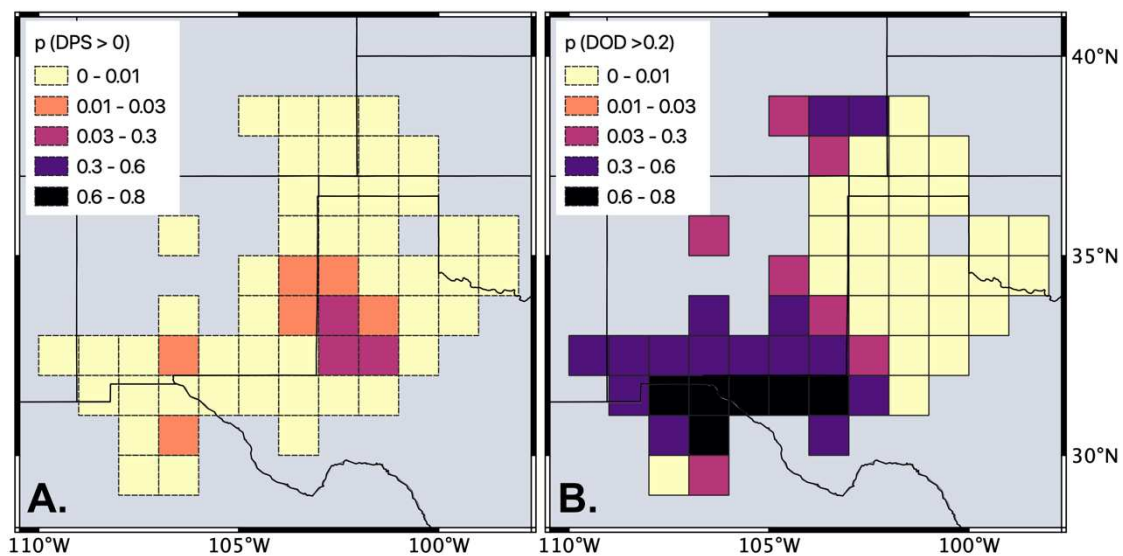 p (DPS > 0)
0 - 0.01
0.01 - 0.03
0.03 - 0.3
0.3 - 0.6
0.6 - 0.8
A.
110°W
105°W
100°W
p (DOD >0.2)
0 - 0.01
0.01 - 0.03
0.03 - 0.3
0.3 - 0.6
0.6 - 0.8
B.
40°N
35°N
30°N
110°W
105°W
100°W